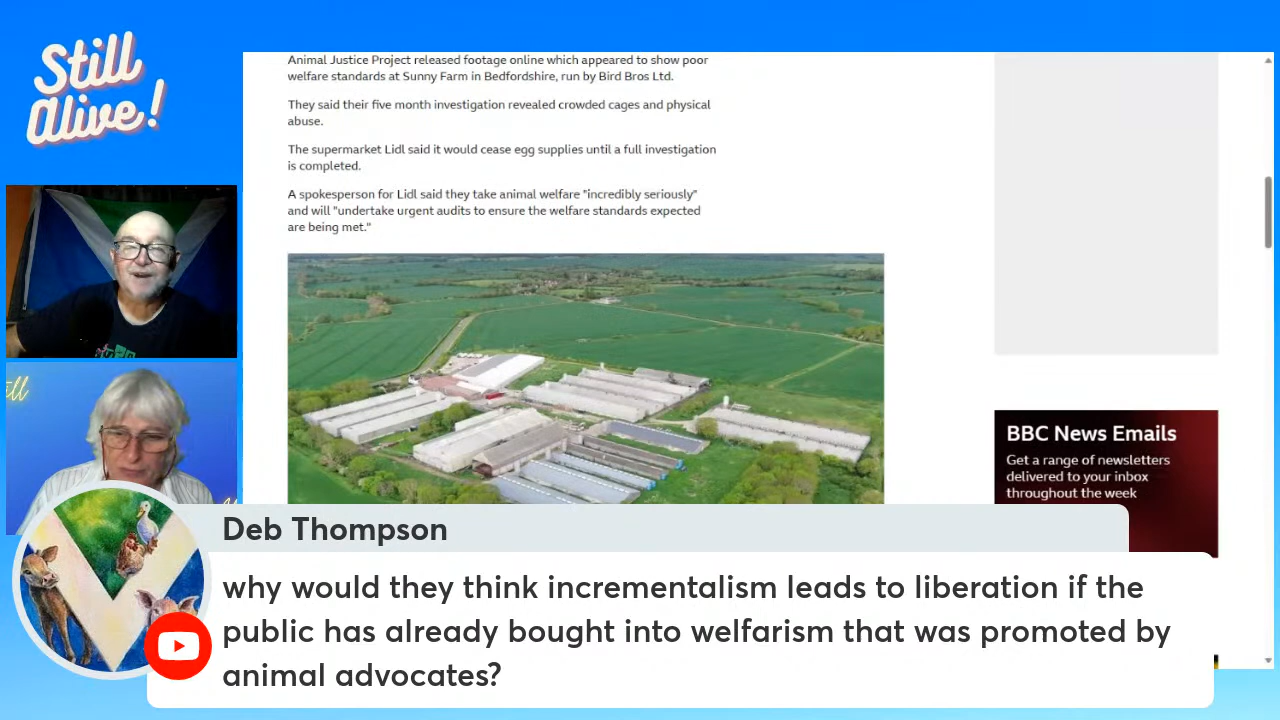 Still
Alive!
Animal Justice Project released footage online which appeared to show poor
welfare standards at Sunny Farm in Bedfordshire, run by Bird Bros Ltd.
They said their five month investigation revealed crowded cages and physical
abuse.
The supermarket Lidl said it would cease egg supplies until a full investigation
is completed.
A spokesperson for Lidl said they take animal welfare "incredibly seriously"
and will "undertake urgent audits to ensure the welfare standards expected
are being met."
BBC News Emails
Get a range of newsletters
delivered to your inbox
throughout the week
Deb Thompson
why would they think incrementalism leads to liberation if the
public has already bought into welfarism that was promoted by
animal advocates?